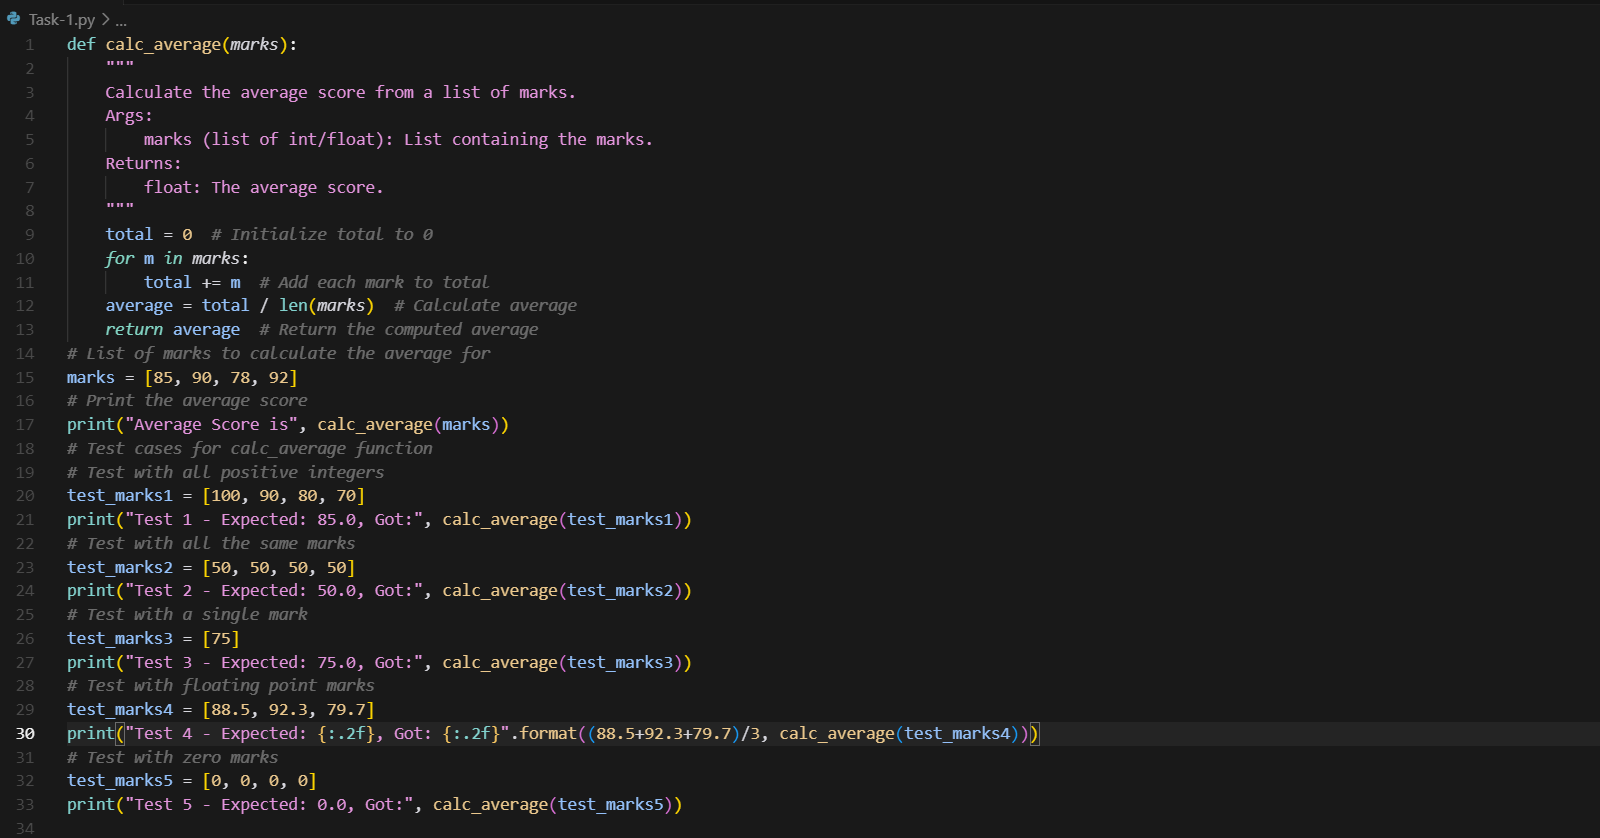 Task-1.py > ...
1 def calc_average(marks):
2     """
3     Calculate the average score from a list of marks.
4     Args:
5         marks (list of int/float): List containing the marks.
6     Returns:
7         float: The average score.
8     """
9     total = 0  # Initialize total to 0
10     for m in marks:
11         total += m  # Add each mark to total
12     average = total / len(marks)  # Calculate average
13     return average  # Return the computed average
14 # List of marks to calculate the average for
15 marks = [85, 90, 78, 92]
16 # Print the average score
17 print("Average Score is", calc_average(marks))
18 # Test cases for calc_average function
19 # Test with all positive integers
20 test_marks1 = [100, 90, 80, 70]
21 print("Test 1 - Expected: 85.0, Got:", calc_average(test_marks1))
22 # Test with all the same marks
23 test_marks2 = [50, 50, 50, 50]
24 print("Test 2 - Expected: 50.0, Got:", calc_average(test_marks2))
25 # Test with a single mark
26 test_marks3 = [75]
27 print("Test 3 - Expected: 75.0, Got:", calc_average(test_marks3))
28 # Test with floating point marks
29 test_marks4 = [88.5, 92.3, 79.7]
30 print("Test 4 - Expected: {:.2f}, Got: {:.2f}".format((88.5+92.3+79.7)/3, calc_average(test_marks4)))
31 # Test with zero marks
32 test_marks5 = [0, 0, 0, 0]
33 print("Test 5 - Expected: 0.0, Got:", calc_average(test_marks5))
34